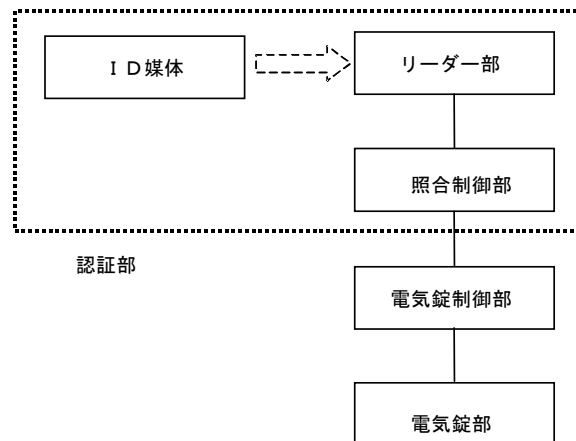 ＩＤ媒体
リーダー部
照合制御部
認証部
電気錠制御部
電気錠部